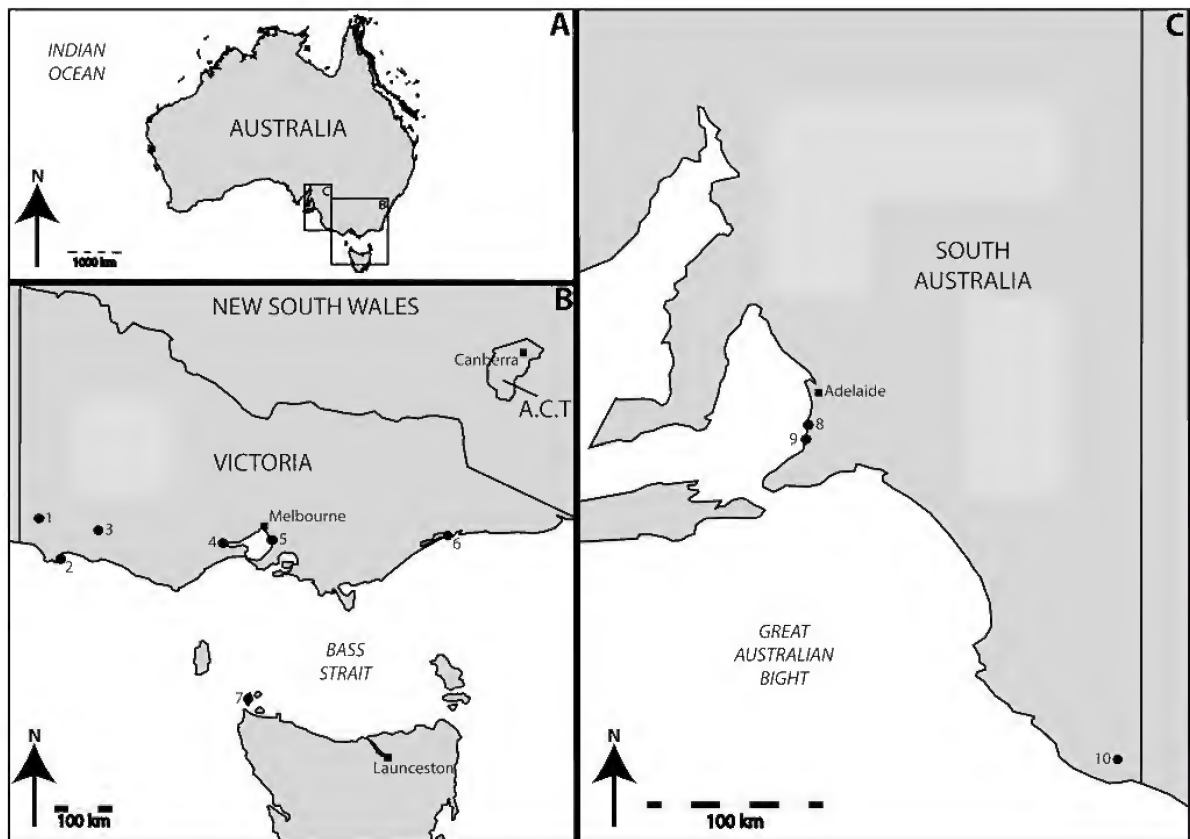 A
INDIAN
OCEAN
AUSTRALIA
N
C
B
1000 km
B
NEW SOUTH WALES
Canberra
A.C.T
VICTORIA
Melbourne
1
3
4
5
6
2
BASS
STRAIT
7
N
Launceston
100 km
C
SOUTH
AUSTRALIA
Adelaide
8
9
GREAT
AUSTRALIAN
BIGHT
N
10
100 km